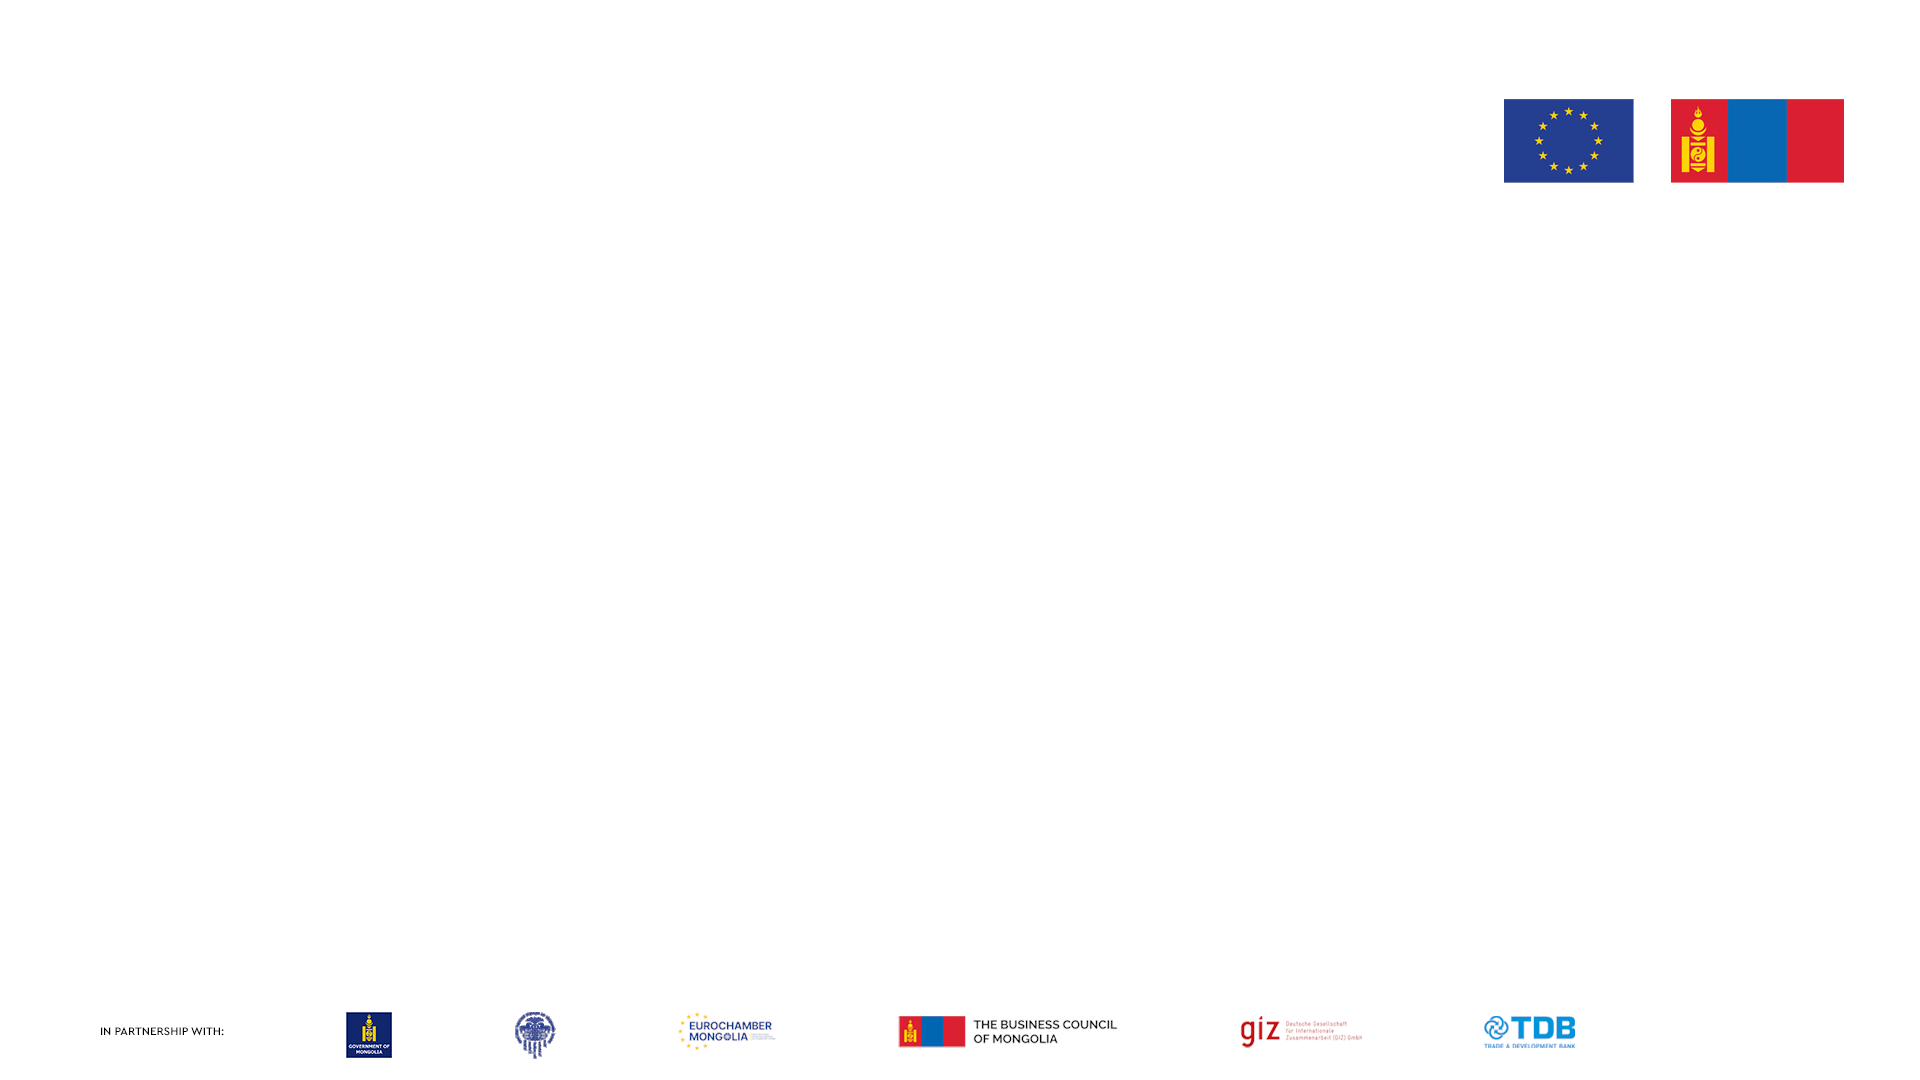 IN PARTNERSHIP WITH:
GOVERNMENT OF
MONGOLIA
EUROCHAMBER
MONGOLIA
THE BUSINESS COUNCIL
OF MONGOLIA
giz
Deutsche Gesellschaft
für Internationale
Zusammenarbeit (GIZ) GmbH
TDB
TRADE & DEVELOPMENT BANK